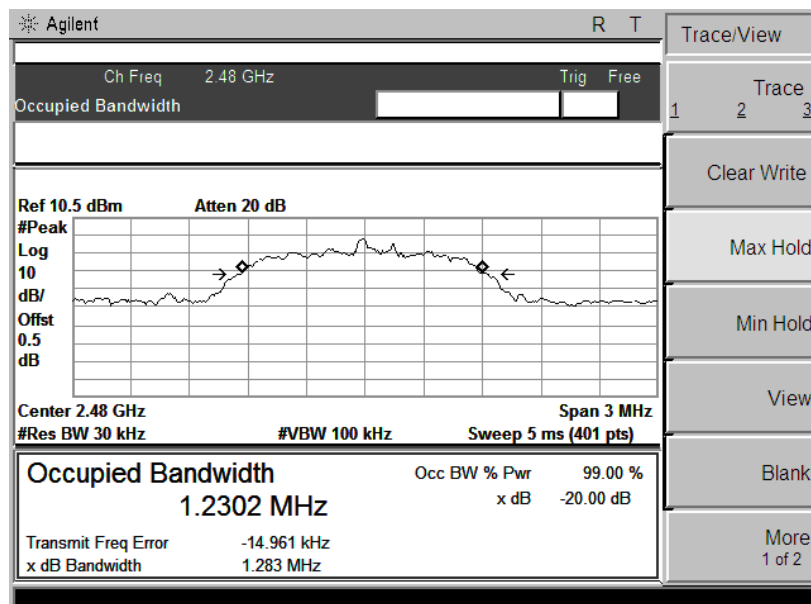 Agilent R T
Ch Freq 2.48 GHz Trig Free
Occupied Bandwidth
Ref 10.5 dBm Atten 20 dB
#Peak
Log
10
dB/
Offst
0.5
dB
Center 2.48 GHz Span 3 MHz
#Res BW 30 kHz #VBW 100 kHz Sweep 5 ms (401 pts)
Occupied Bandwidth Occ BW % Pwr 99.00 %
1.2302 MHz x dB -20.00 dB
Transmit Freq Error -14.961 kHz
x dB Bandwidth 1.283 MHz
Trace/View
Trace
1 2 3
Clear Write
Max Hold
Min Hold
View
Blank
More
1 of 2